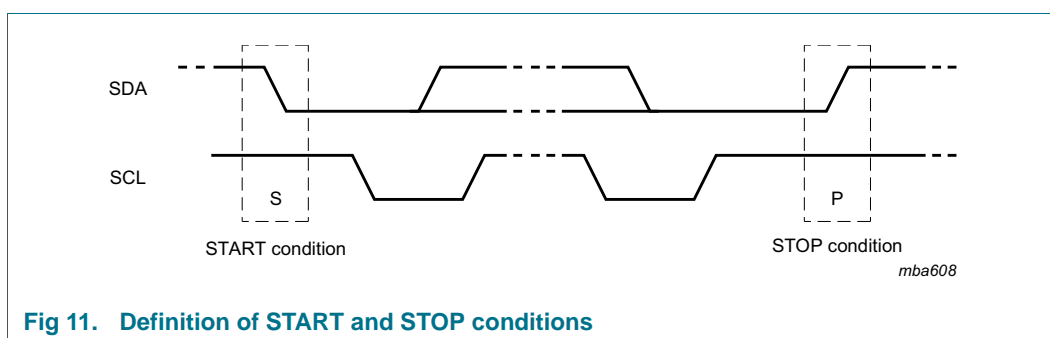 SDA
SCL
S
P
START condition
STOP condition
mba608
Fig 11. Definition of START and STOP conditions